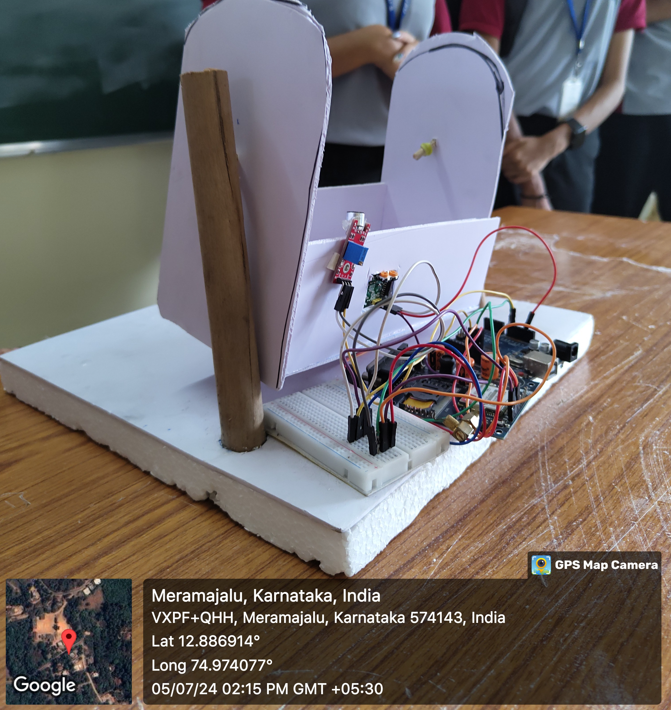 GPS Map Camera
Meramajalu, Karnataka, India
VXPF+QHH, Meramajalu, Karnataka 574143, India
Lat 12.886914°
Long 74.974077°
05/07/24 02:15 PM GMT +05:30
Google